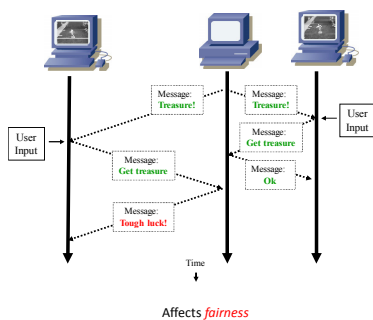 Message:
Treasure!
Message:
Treasure!
User
Input
User
Input
Message:
Get treasure
Message:
Get treasure
Message:
Ok
Message:
Tough luck!
Time
Affects fairness